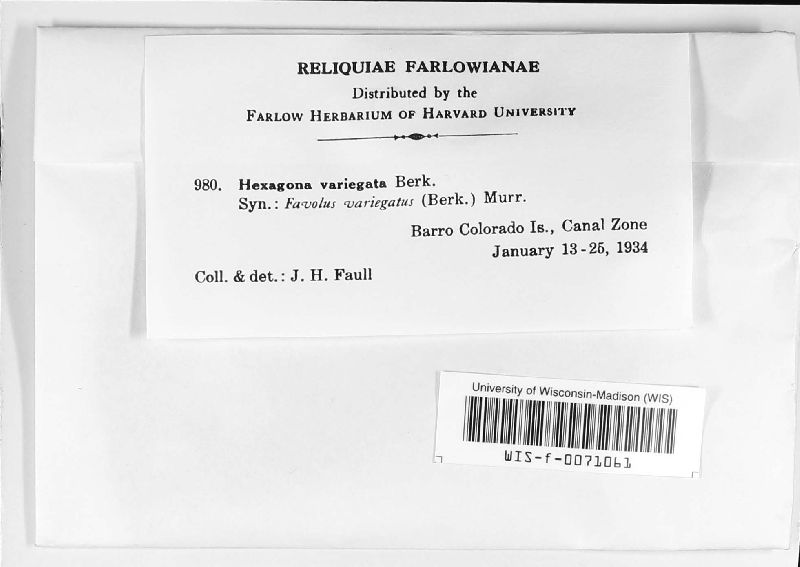 RELIQUIAE FARLOWIANAE
Distributed by the
FARLOW HERBARIUM OF HARVARD UNIVERSITY
980. Hexagona variegata Berk.
Syn.: Favolus variegatus (Berk.) Murr.
Barro Colorado Is., Canal Zone
January 13-25, 1934
Coll. & det.: J. H. Faull
University of Wisconsin-Madison (WIS)
WIS-f-0071061